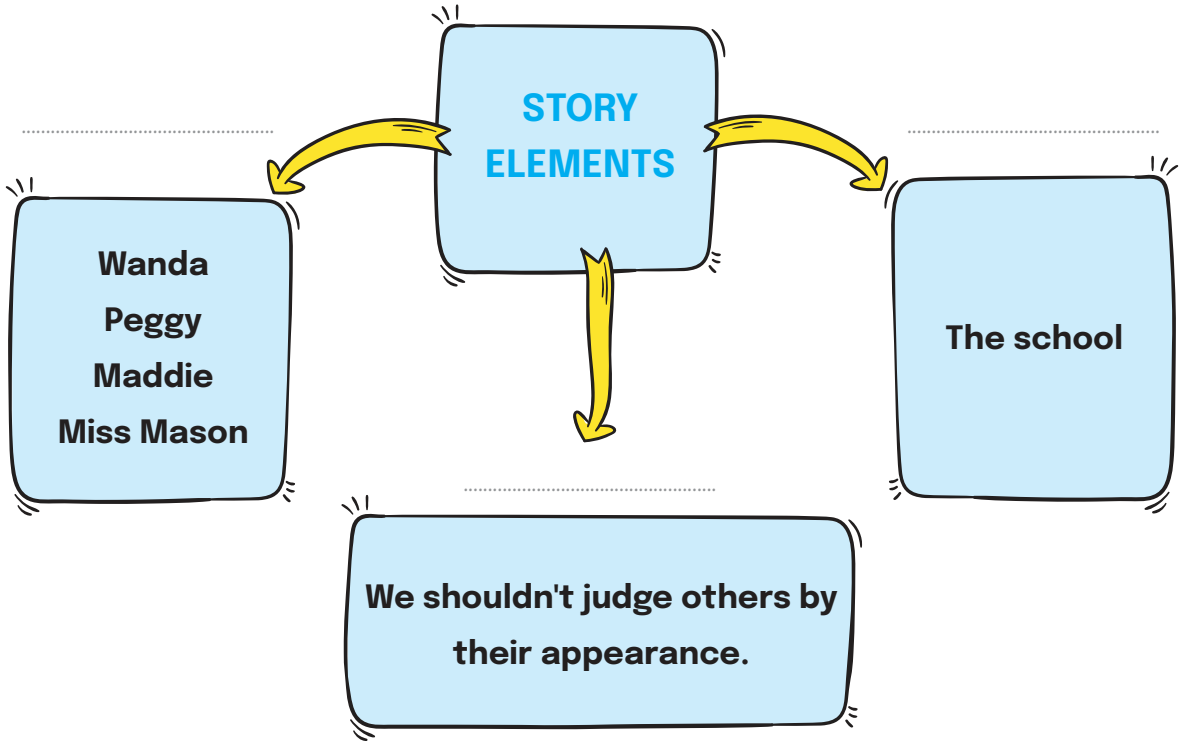 STORY
ELEMENTS
Wanda
Peggy
Maddie
Miss Mason
The school
We shouldn't judge others by
their appearance.